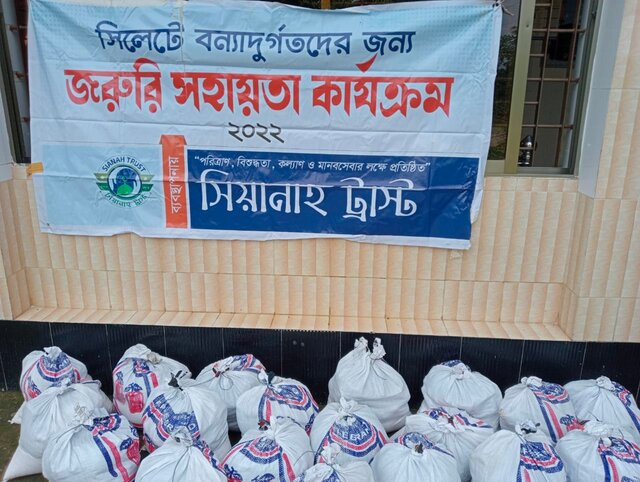 সিলেটে বন্যাদুর্গতদের জন্য
জরুরি সহায়তা কার্যক্রম
২০২২
SIANAH TRUST
ব্যবস্থাপনায়
“পরিত্রাণ, বিশুদ্ধতা, কল্যাণ ও মানবসেবার লক্ষে প্রতিষ্ঠিত”
সিয়ানাহ ট্রাস্ট